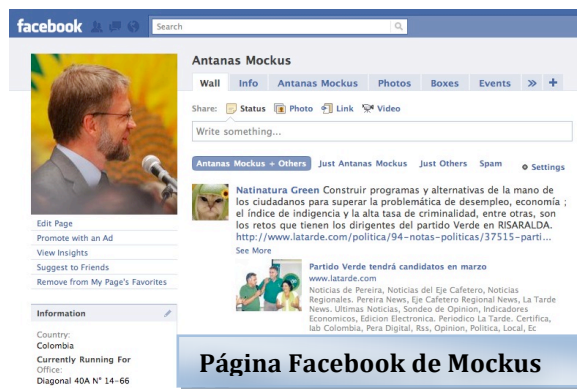 facebook
Search
Antanas Mockus
Wall Info Antanas Mockus Photos Boxes Events » +
Share: Status Photo Link Video
Write something...
Antanas Mockus + Others Just Antanas Mockus Just Others Spam Settings
Natinatura Green Construir programas y alternativas de la mano de
los ciudadanos para superar la problemática de desempleo, economía ;
el índice de indigencia y la alta tasa de criminalidad, entre otras, son
los retos que tienen los dirigentes del partido Verde en RISARALDA.
http://www.latarde.com/politica/94-notas-politicas/37515-parti...
See More
Partido Verde tendrá candidatos en marzo
www.latarde.com
Noticias de Pereira, Noticias del Eje Cafetero, Noticias
Regionales. Pereira News, Eje Cafetero Regional News, La Tarde
News. Ultimas Noticias, Sondeo de Opinion, Indicadores
Economicos, Edicion Electronica. Periodico La Tarde. Certifica,
lab Colombia, Pera Digital, Rss, Opinion, Politica, Local, Ec
Edit Page
Promote with an Ad
View Insights
Suggest to Friends
Remove from My Page's Favorites
Information
Country:
Colombia
Currently Running For
Office:
Diagonal 40A N° 14-66
Página Facebook de Mockus